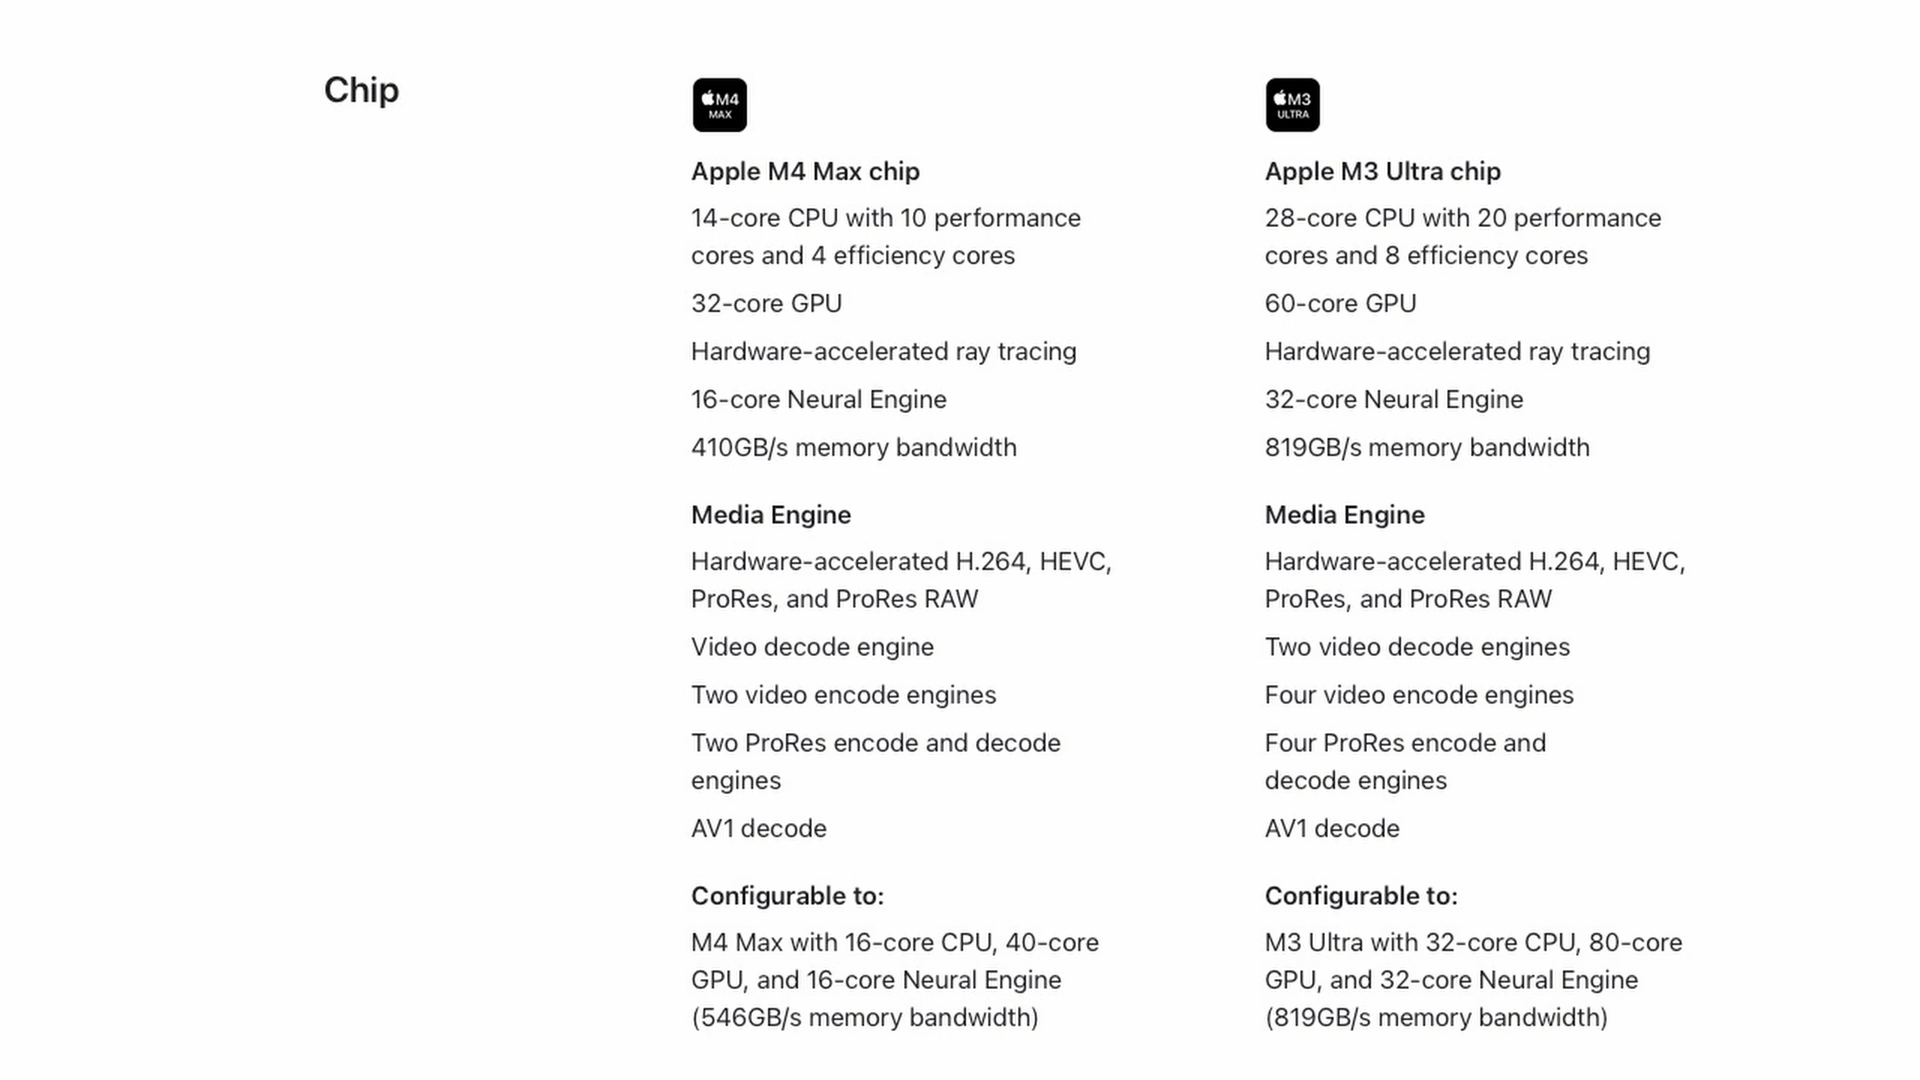 Chip
M4
MAX
Apple M4 Max chip
14-core CPU with 10 performance
cores and 4 efficiency cores
32-core GPU
Hardware-accelerated ray tracing
16-core Neural Engine
410GB/s memory bandwidth
Media Engine
Hardware-accelerated H.264, HEVC,
ProRes, and ProRes RAW
Video decode engine
Two video encode engines
Two ProRes encode and decode
engines
AV1 decode
Configurable to:
M4 Max with 16-core CPU, 40-core
GPU, and 16-core Neural Engine
(546GB/s memory bandwidth)
M3
ULTRA
Apple M3 Ultra chip
28-core CPU with 20 performance
cores and 8 efficiency cores
60-core GPU
Hardware-accelerated ray tracing
32-core Neural Engine
819GB/s memory bandwidth
Media Engine
Hardware-accelerated H.264, HEVC,
ProRes, and ProRes RAW
Two video decode engines
Four video encode engines
Four ProRes encode and
decode engines
AV1 decode
Configurable to:
M3 Ultra with 32-core CPU, 80-core
GPU, and 32-core Neural Engine
(819GB/s memory bandwidth)